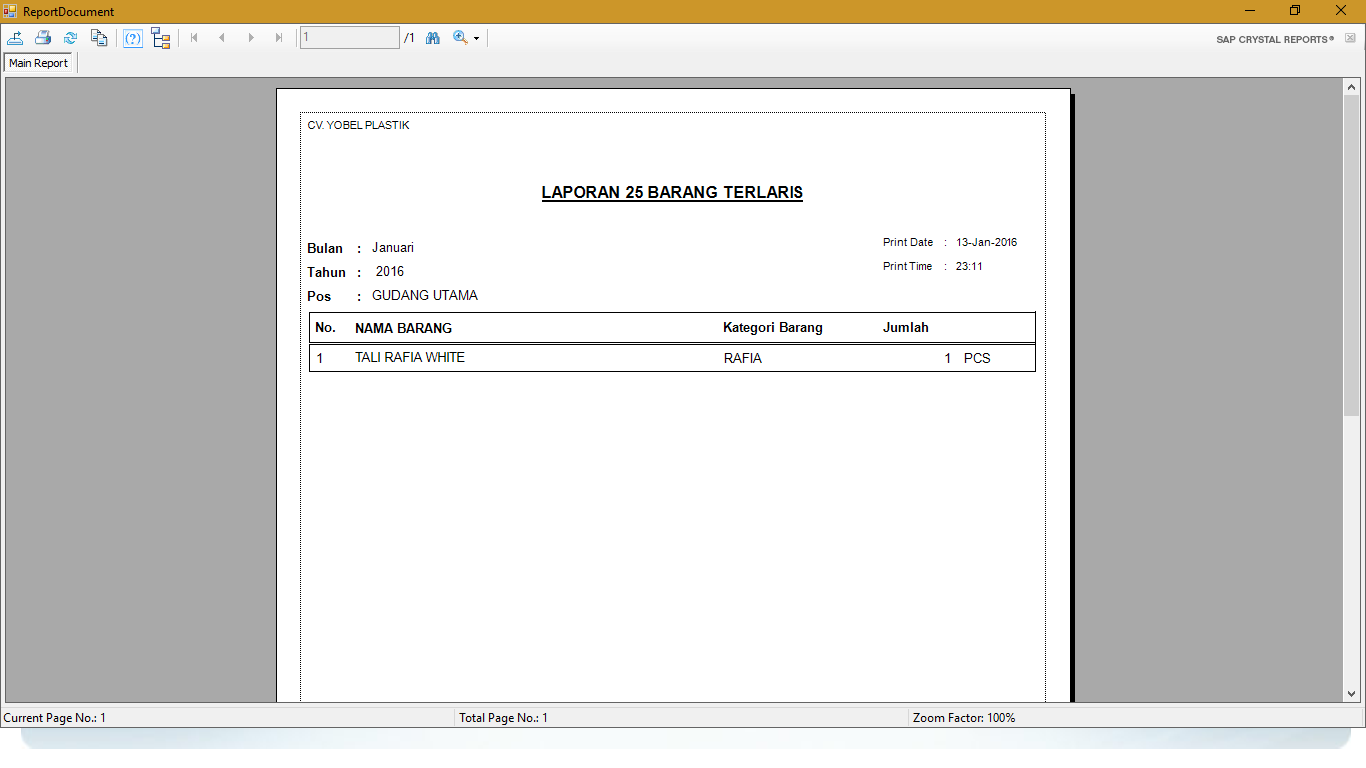 ReportDocument
1 /1
SAP CRYSTAL REPORTS®
Main Report
CV. YOBEL PLASTIK
LAPORAN 25 BARANG TERLARIS
Bulan : Januari
Print Date : 13-Jan-2016
Tahun : 2016
Print Time : 23:11
Pos : GUDANG UTAMA
No. NAMA BARANG Kategori Barang Jumlah
1 TALI RAFIA WHITE RAFIA 1 PCS
Current Page No.: 1 Total Page No.: 1 Zoom Factor: 100%